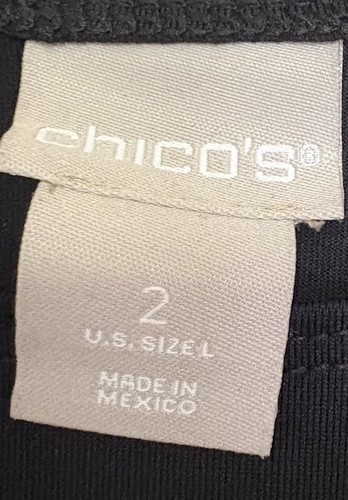 chico's®
2
U.S. SIZE L
MADE IN
MEXICO